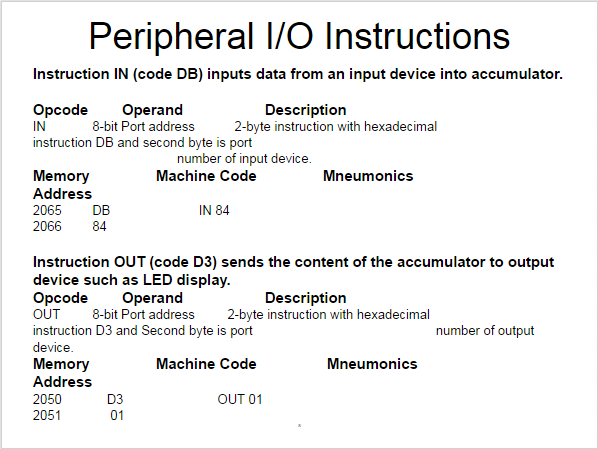 Peripheral I/O Instructions
Instruction IN (code DB) inputs data from an input device into accumulator.
Opcode Operand Description
IN 8-bit Port address 2-byte instruction with hexadecimal
instruction DB and second byte is port
number of input device.
Memory Machine Code Mneumonics
Address
2065 DB IN 84
2066 84
Instruction OUT (code D3) sends the content of the accumulator to output
device such as LED display.
Opcode Operand Description
OUT 8-bit Port address 2-byte instruction with hexadecimal
instruction D3 and Second byte is port number of output
device.
Memory Machine Code Mneumonics
Address
2050 D3 OUT 01
2051 01
*